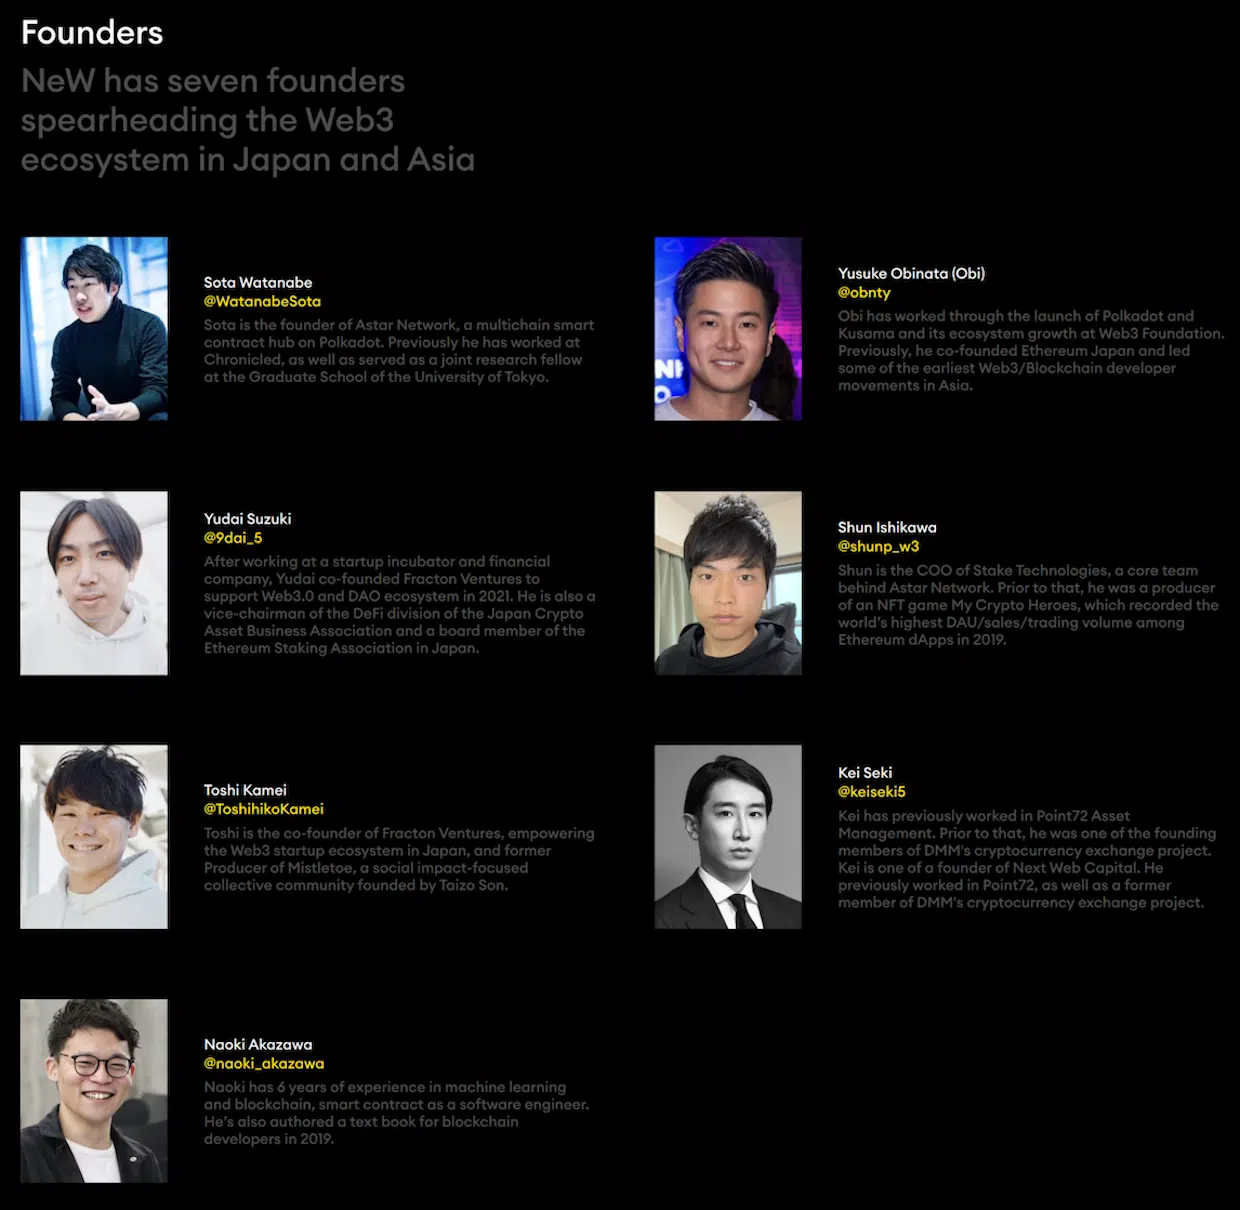 Founders
NeW has seven founders
spearheading the Web3
ecosystem in Japan and Asia
Sota Watanabe
@WatanabeSota
Sota is the founder of Astar Network, a multichain smart
contract hub on Polkadot. Previously he has worked at
Chronicled, as well as served as a joint research fellow
at the Graduate School of the University of Tokyo.
Yusuke Obinata (Obi)
@obnty
Obi has worked through the launch of Polkadot and
Kusama and its ecosystem growth at Web3 Foundation.
Previously, he co-founded Ethereum Japan and led
some of the earliest Web3/Blockchain developer
movements in Asia.
Yudai Suzuki
@9dai_5
After working at a startup incubator and financial
company, Yudai co-founded Fracton Ventures to
support Web3.0 and DAO ecosystem in 2021. He is also a
vice-chairman of the DeFi division of the Japan Crypto
Asset Business Association and a board member of the
Ethereum Staking Association in Japan.
Shun Ishikawa
@shunp_w3
Shun is the COO of Stake Technologies, a core team
behind Astar Network. Prior to that, he was a producer
of an NFT game My Crypto Heroes, which recorded the
world's highest DAU/sales/trading volume among
Ethereum dApps in 2019.
Toshi Kamei
@ToshihikoKamei
Toshi is the co-founder of Fracton Ventures, empowering
the Web3 startup ecosystem in Japan, and former
Producer of Mistletoe, a social impact-focused
collective community founded by Taizo Son.
Kei Seki
@keiseki5
Kei has previously worked in Point72 Asset
Management. Prior to that, he was one of the founding
members of DMM's cryptocurrency exchange project.
Kei is one of a founder of Next Web Capital. He
previously worked in Point72, as well as a former
member of DMM's cryptocurrency exchange project.
Naoki Akazawa
@naoki_akazawa
Naoki has 6 years of experience in machine learning
and blockchain, smart contract as a software engineer.
He's also authored a text book for blockchain
developers in 2019.